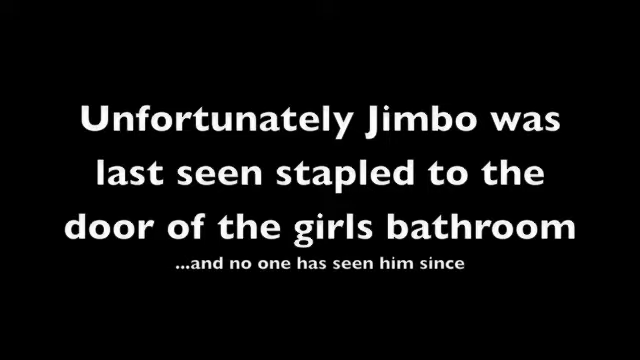 Unfortunately Jimbo was
last seen stapled to the
door of the girls bathroom
...and no one has seen him since